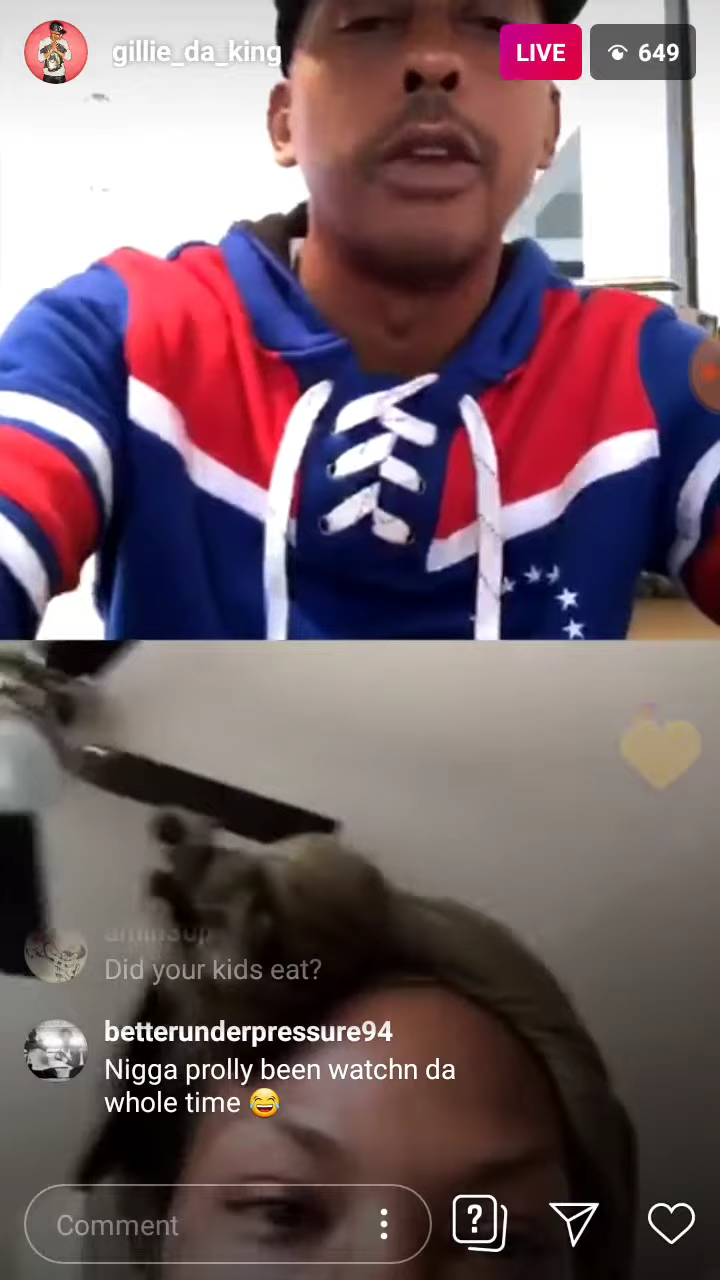 gillie_da_king
LIVE
649
Did your kids eat?
betterunderpressure94
Nigga prolly been watchn da
whole time 😂
Comment
?